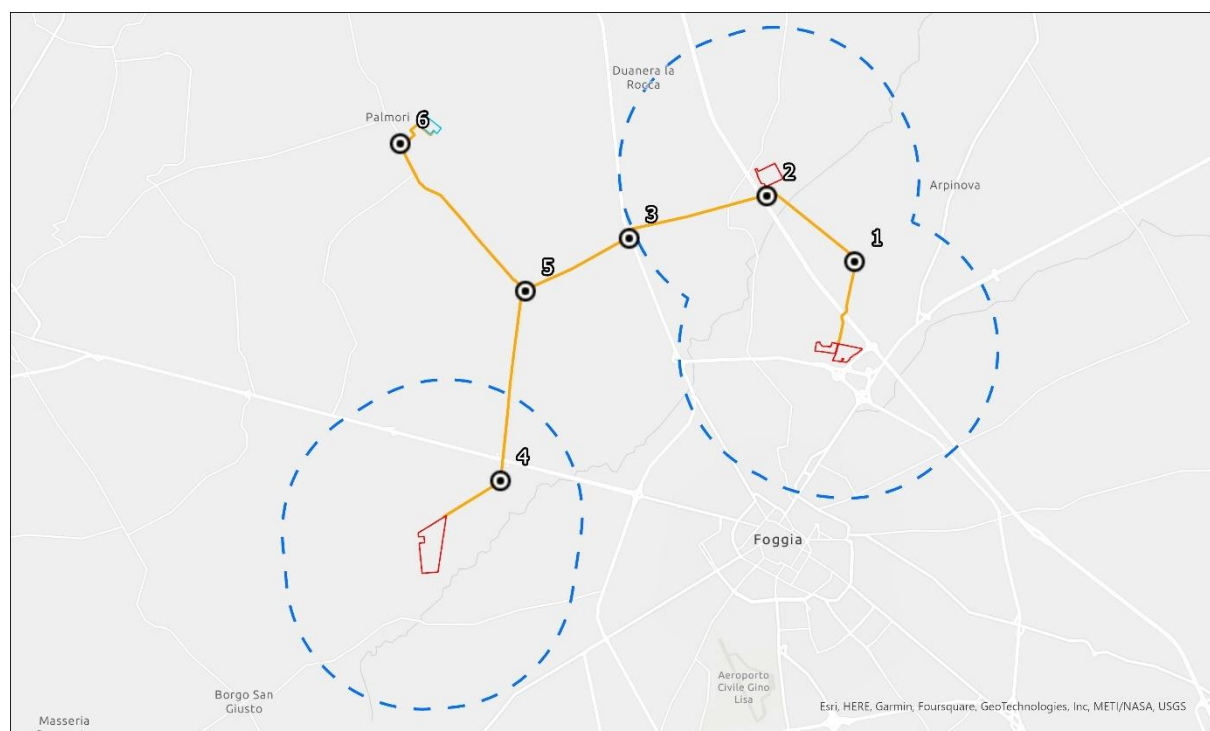 Duanera la
Rocca
Palmori
6
2
Arpinova
3
1
5
4
Foggia
Borgo San
Giusto
Aeroporto
Civile Gino
Lisa
Masseria
Esri, HERE, Garmin, Foursquare, GeoTechnologies, Inc, METI/NASA, USGS